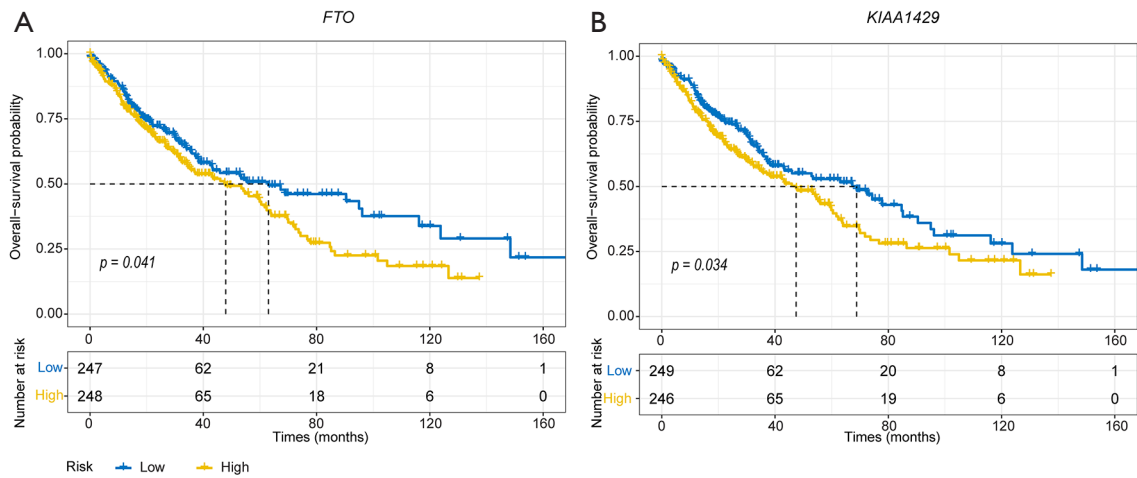 A
FTO
Overall-survival probability
1.00
0.75
0.50
0.25
0.00
p = 0.041
0 40 80 120 160
Number at risk
Low 247 62 21 8 1
High 248 65 18 6 0
0 40 80 120 160
Times (months)
B
KIAA1429
Overall-survival probability
1.00
0.75
0.50
0.25
0.00
p = 0.034
0 40 80 120 160
Number at risk
Low 249 62 20 8 1
High 246 65 19 6 0
0 40 80 120 160
Times (months)
Risk Low High